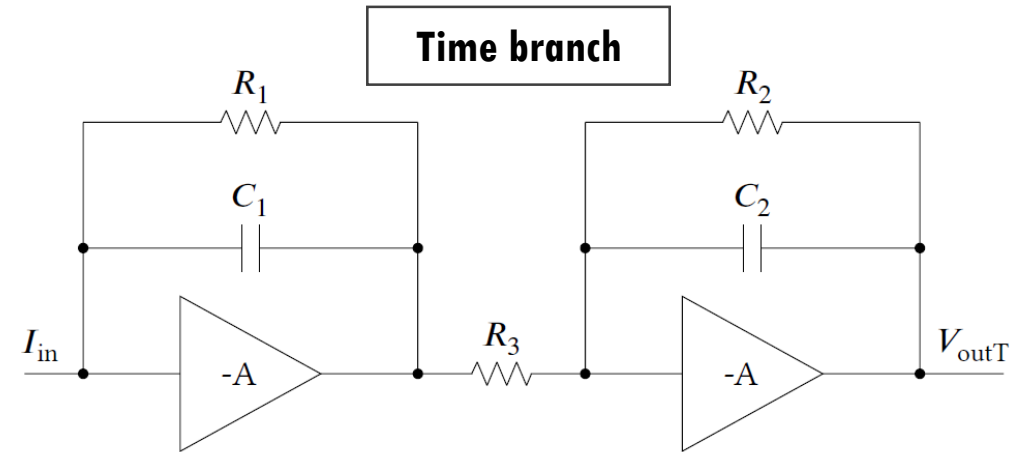 Time branch
R1
R2
C1
C2
Iin
R3
VoutT
-A
-A